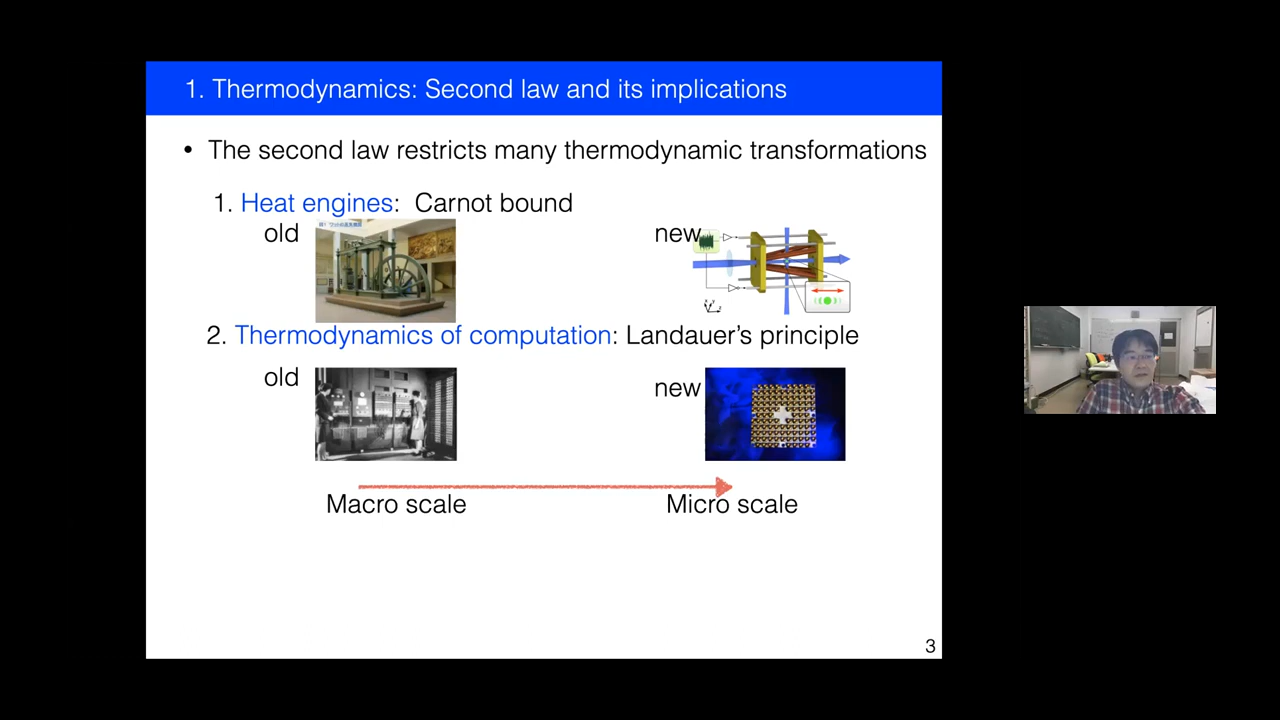 1. Thermodynamics: Second law and its implications
• The second law restricts many thermodynamic transformations
1. Heat engines: Carnot bound
old
new
2. Thermodynamics of computation: Landauer's principle
old
new
Macro scale
Micro scale
3